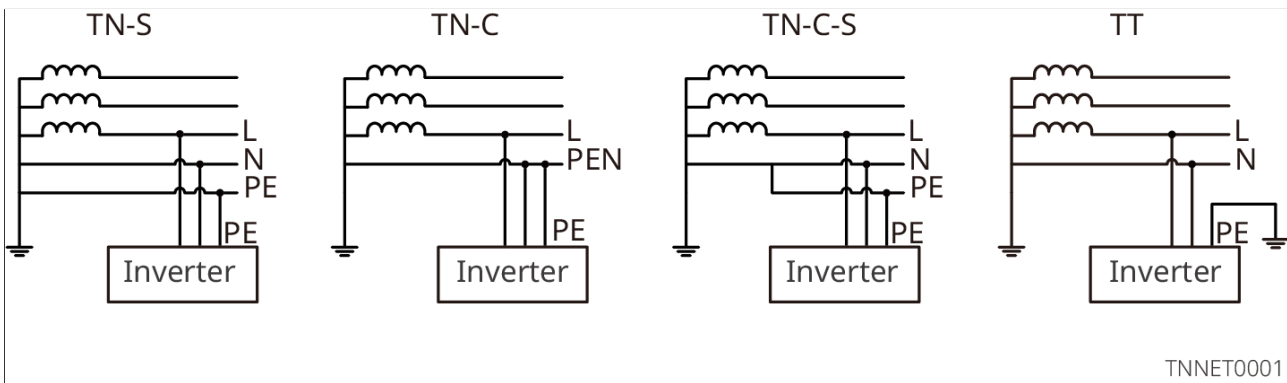 TN-S TN-C TN-C-S TT
L L L L
N PEN N N
PE PE
PE PE PE PE
Inverter Inverter Inverter Inverter
TNNET0001